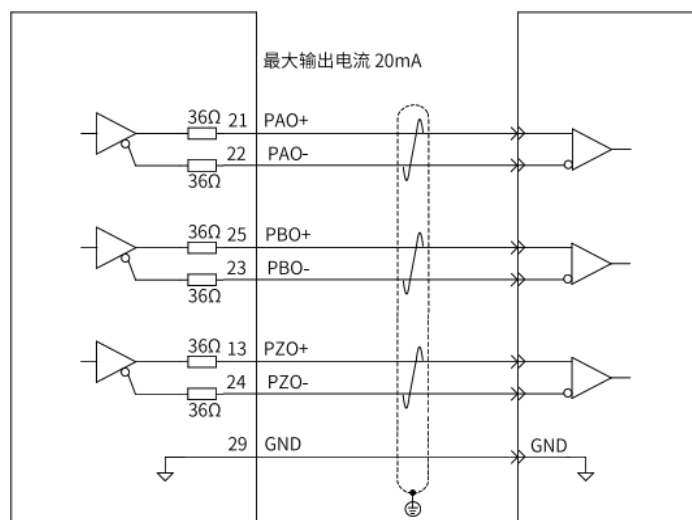 最大输出电流 20mA
36Ω 21 PAO+
22 PAO-
36Ω
36Ω 25 PBO+
23 PBO-
36Ω
36Ω 13 PZO+
24 PZO-
36Ω
29 GND GND